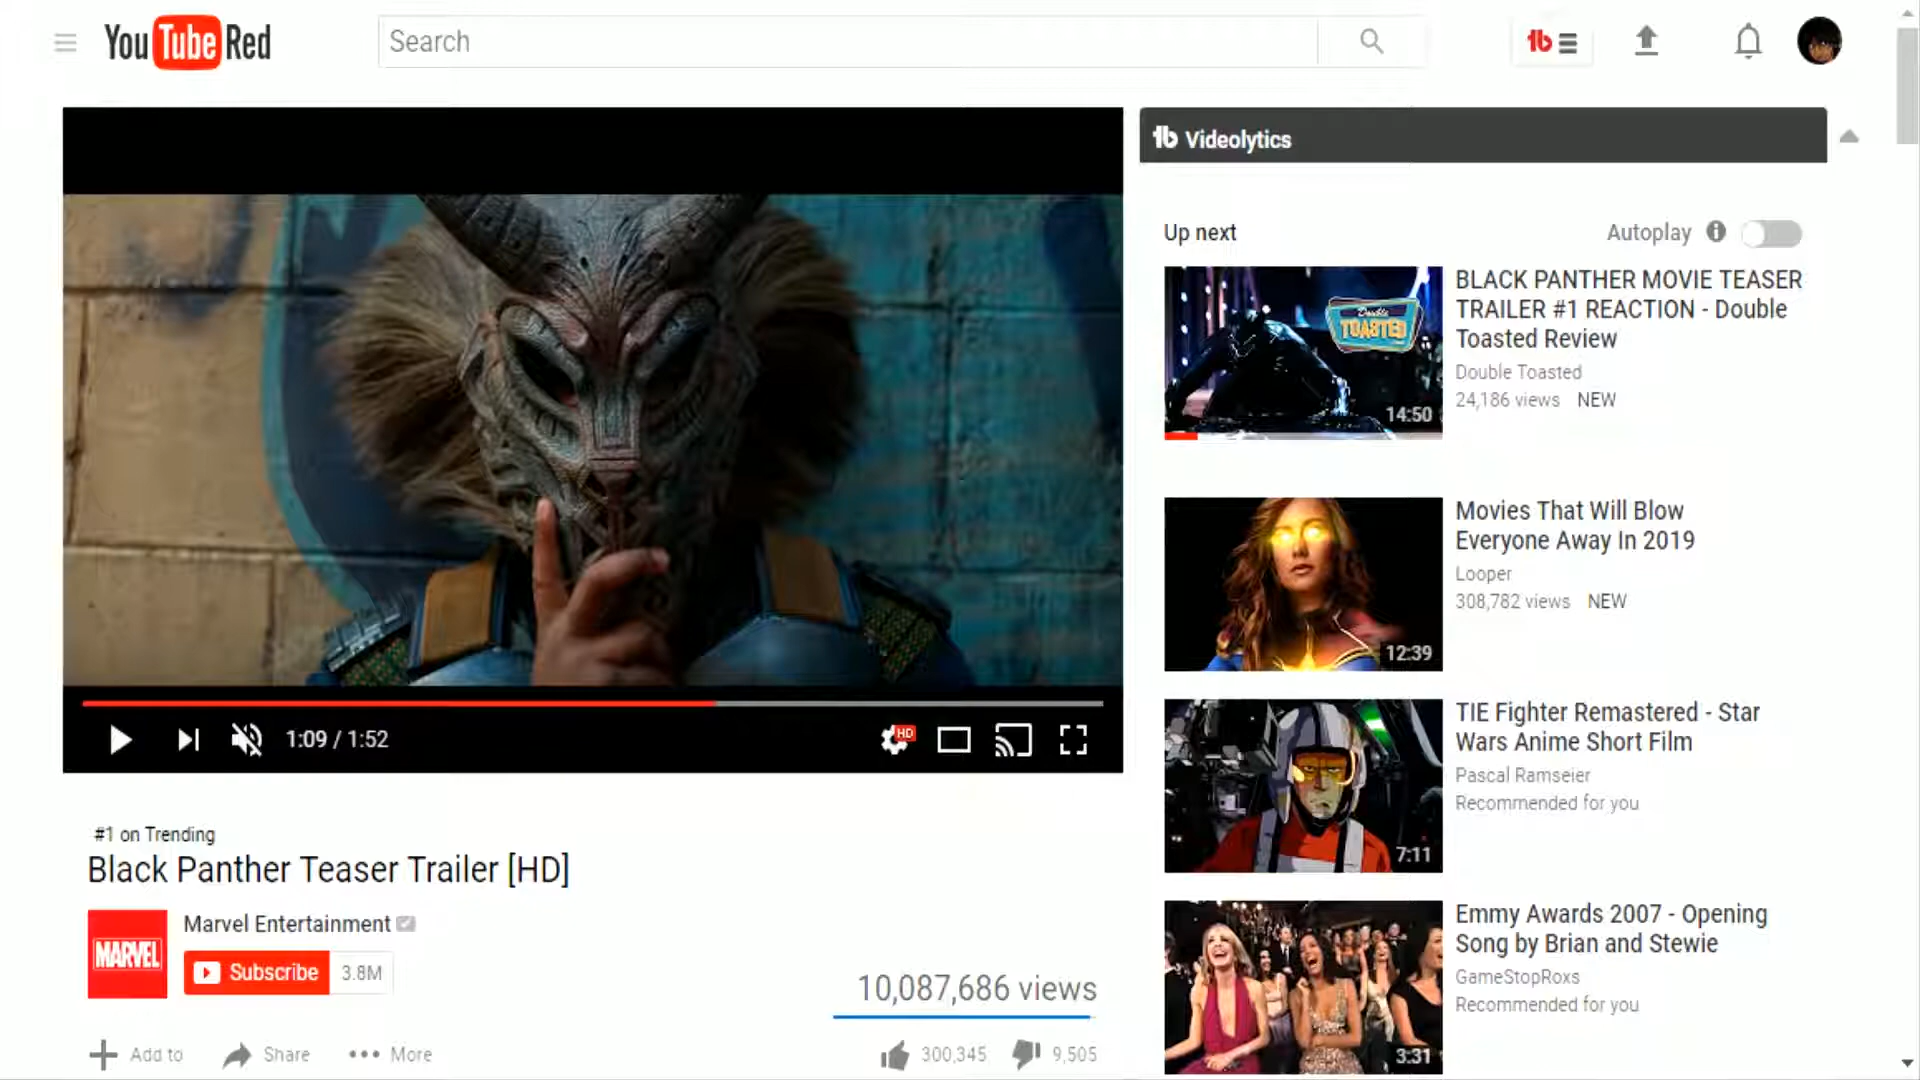 YouTube Red
Search
Videolytics
Up next
Autoplay
Double
TOASTED
14:50
BLACK PANTHER MOVIE TEASER
TRAILER #1 REACTION - Double
Toasted Review
Double Toasted
24,186 views NEW
12:39
Movies That Will Blow
Everyone Away In 2019
Looper
308,782 views NEW
7:11
TIE Fighter Remastered - Star
Wars Anime Short Film
Pascal Ramseier
Recommended for you
3:31
Emmy Awards 2007 - Opening
Song by Brian and Stewie
GameStopRoxs
Recommended for you
1:09 / 1:52
HD
#1 on Trending
Black Panther Teaser Trailer [HD]
MARVEL
Marvel Entertainment
Subscribe 3.8M
10,087,686 views
Add to Share More
300,345 9,505